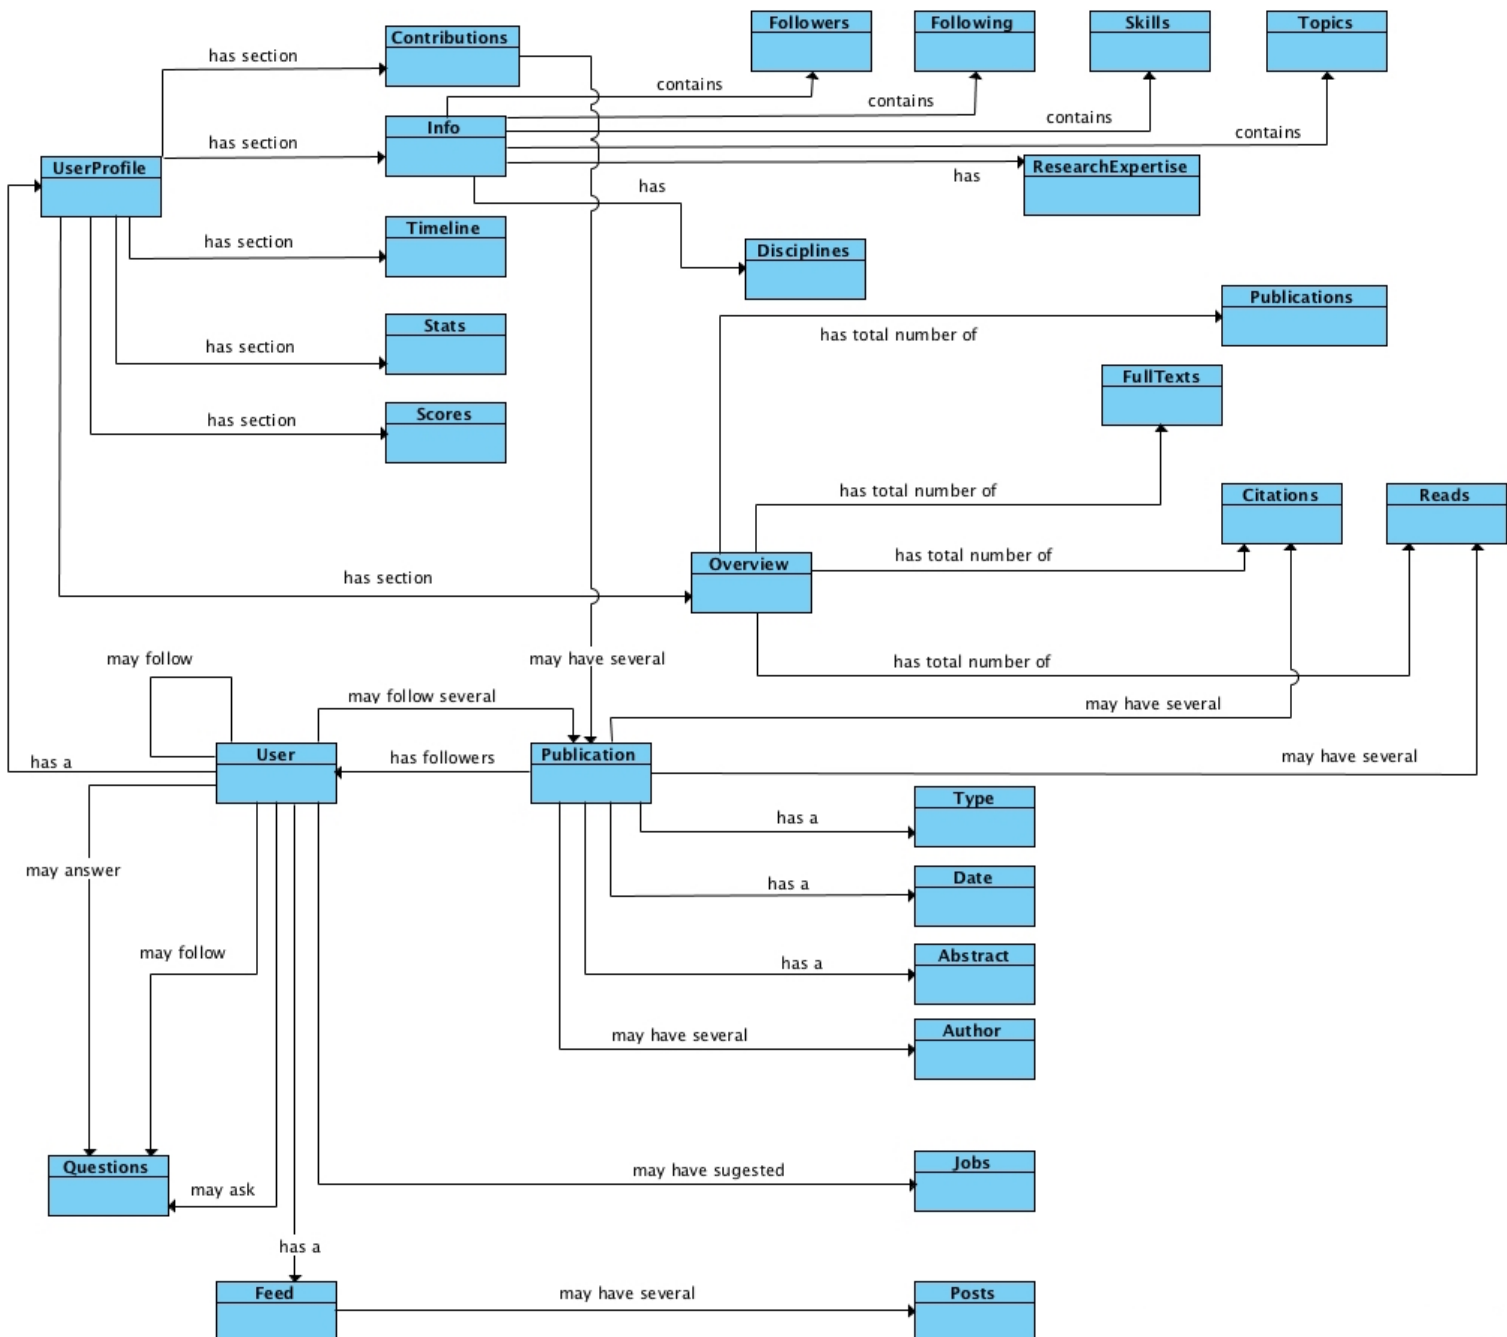 Followers
Following
Skills
Topics
Contributions
has section
contains
contains
contains
contains
Info
has section
UserProfile
has
has
ResearchExpertise
Timeline
has section
Disciplines
Publications
has total number of
Stats
has section
FullTexts
Scores
has section
has total number of
Citations
Reads
has total number of
Overview
has section
may follow
may have several
has total number of
may follow several
may have several
has a
User
has followers
Publication
may have several
Type
has a
may answer
Date
has a
may follow
Abstract
has a
Author
may have several
Questions
may ask
may have sugested
Jobs
has a
Feed
may have several
Posts